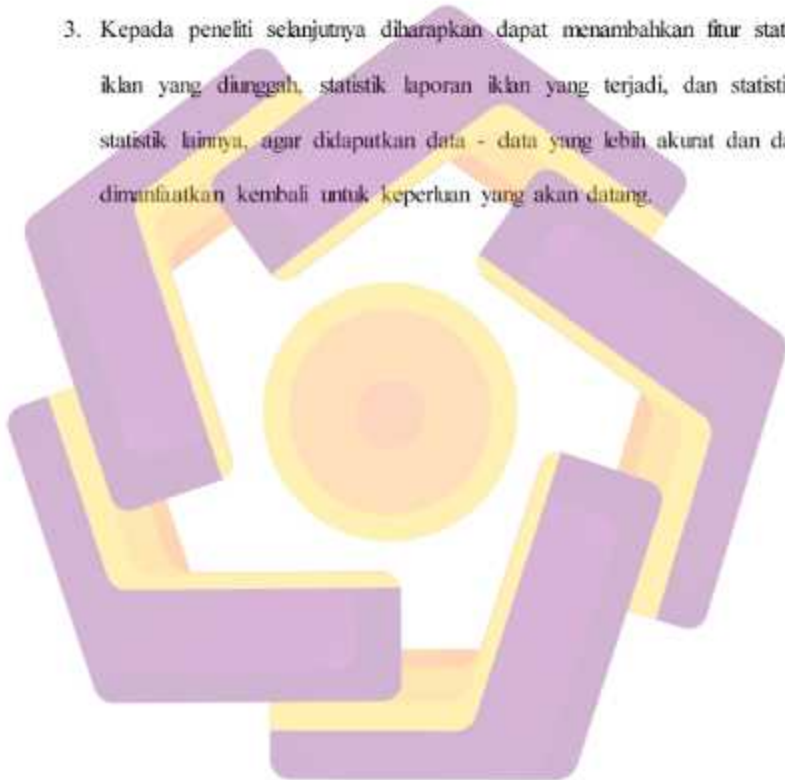 3. Kepada peneliti selanjutnya diharapkan dapat menambahkan fitur stat
iklan yang diunggah, statistik laporan iklan yang terjadi, dan statisti
statistik lainnya, agar didapatkan data - data yang lebih akurat dan da
dimanfaatkan kembali untuk keperluan yang akan datang.